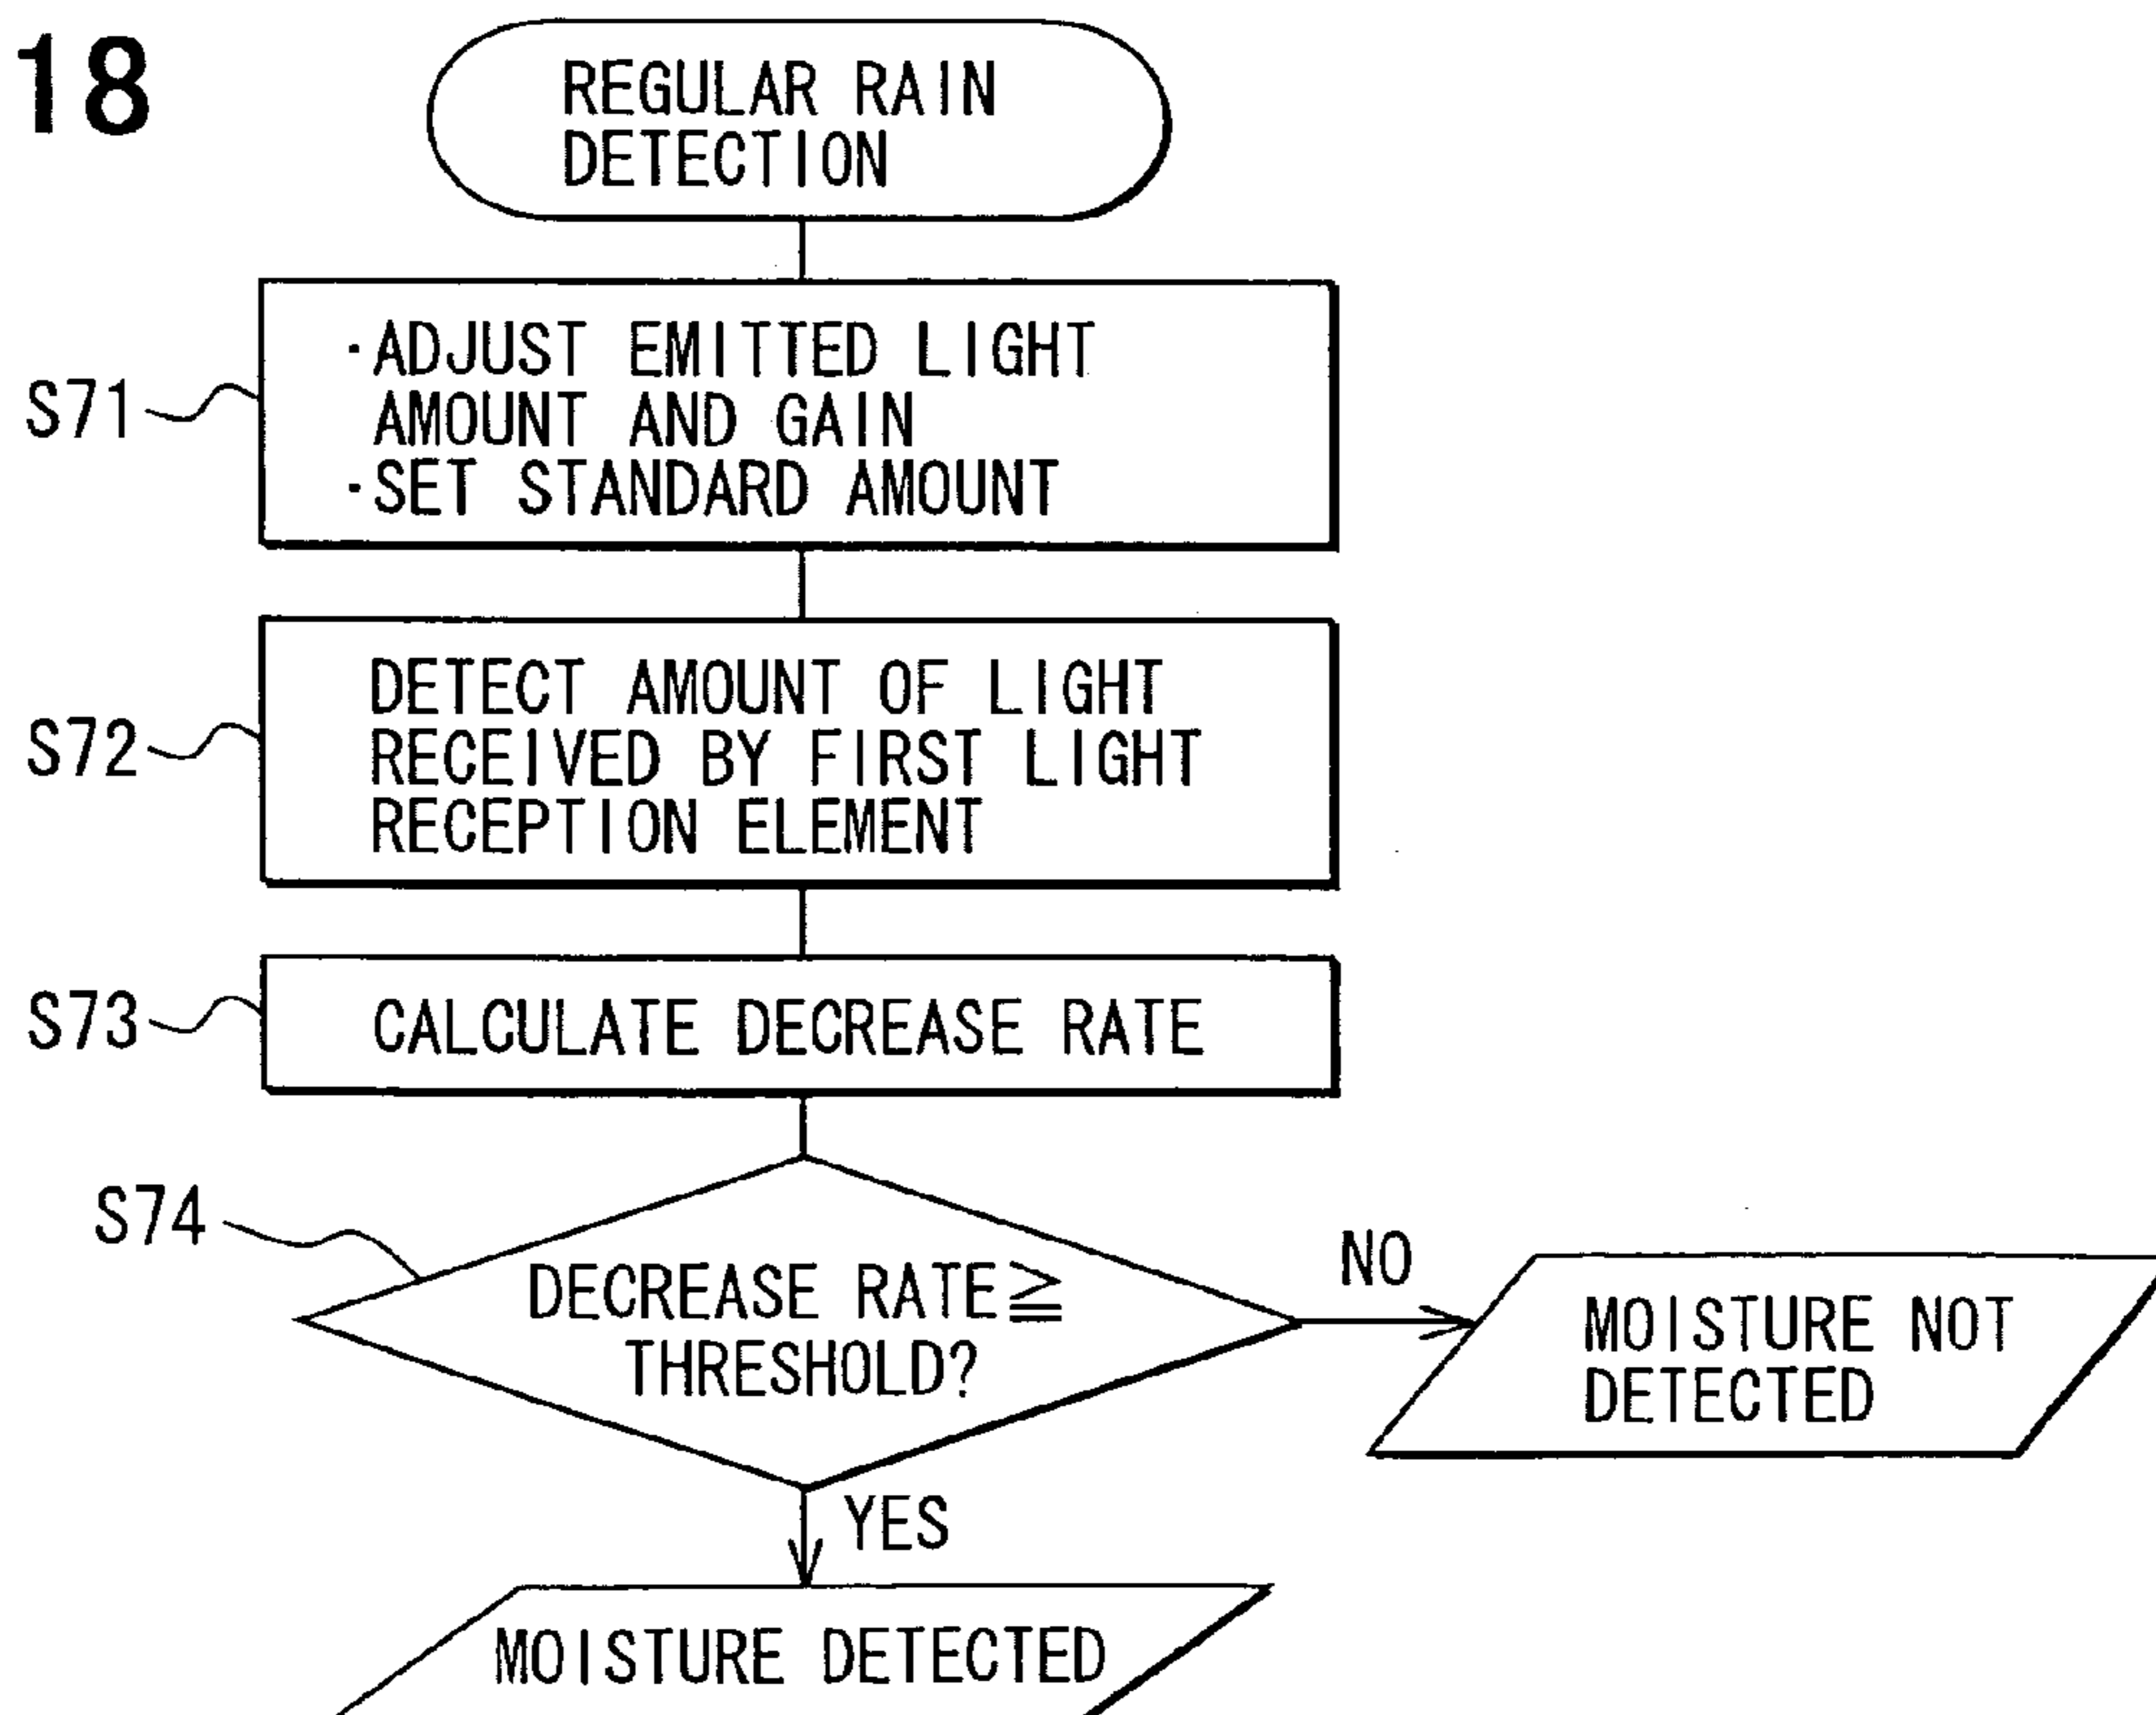 18
REGULAR RAIN
DETECTION
S71
·ADJUST EMITTED LIGHT
AMOUNT AND GAIN
·SET STANDARD AMOUNT
S72
DETECT AMOUNT OF LIGHT
RECEIVED BY FIRST LIGHT
RECEPTION ELEMENT
S73
CALCULATE DECREASE RATE
S74
DECREASE RATE≧
THRESHOLD?
NO
MOISTURE NOT
DETECTED
YES
MOISTURE DETECTED